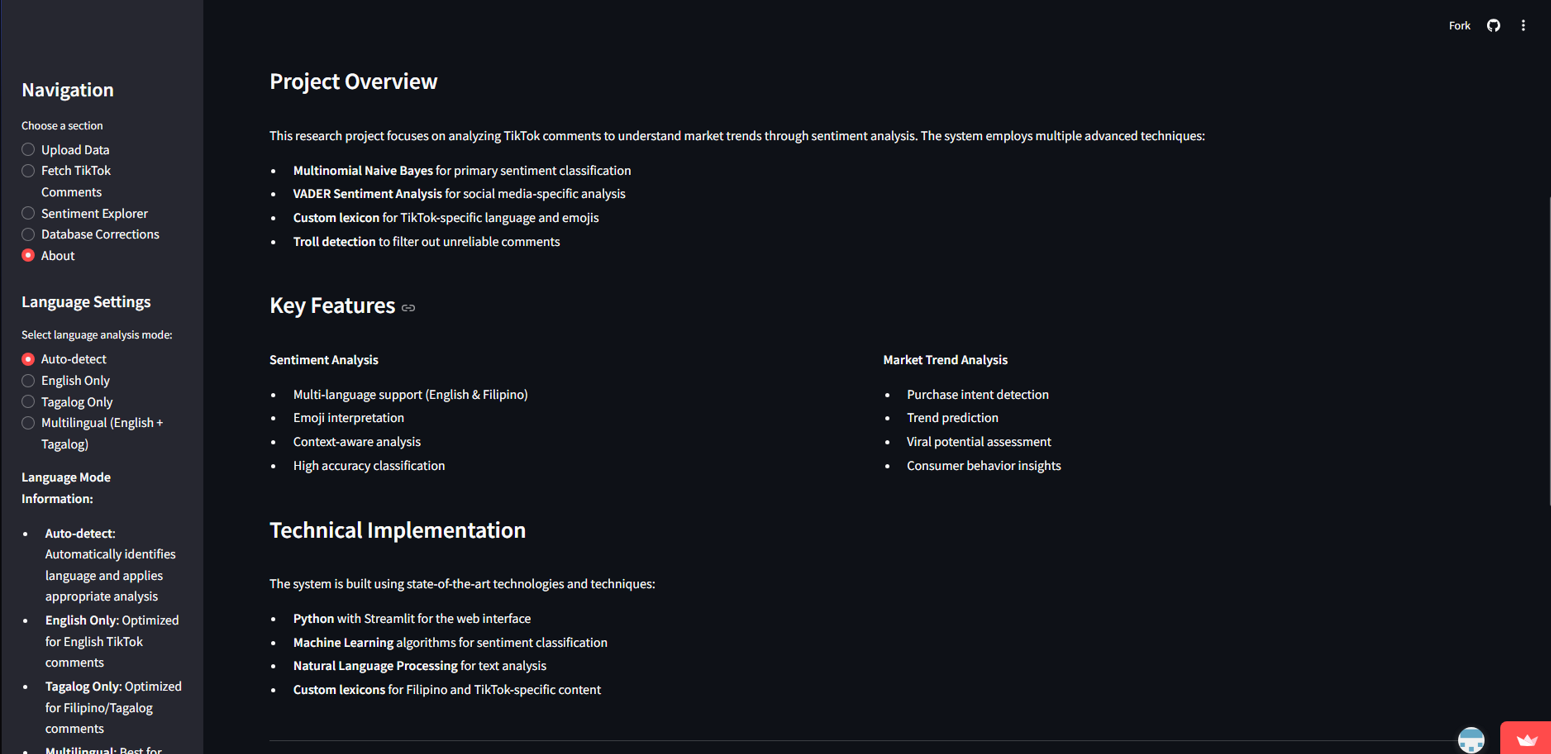 Fork
Navigation
Choose a section
Upload Data
Fetch TikTok
Comments
Sentiment Explorer
Database Corrections
About
Language Settings
Select language analysis mode:
Auto-detect
English Only
Tagalog Only
Multilingual (English +
Tagalog)
Language Mode
Information:
Auto-detect:
Automatically identifies
language and applies
appropriate analysis
English Only: Optimized
for English TikTok
comments
Tagalog Only: Optimized
for Filipino/Tagalog
comments
Multilingual: Best for
Project Overview
This research project focuses on analyzing TikTok comments to understand market trends through sentiment analysis. The system employs multiple advanced techniques:
Multinomial Naive Bayes for primary sentiment classification
VADER Sentiment Analysis for social media-specific analysis
Custom lexicon for TikTok-specific language and emojis
Troll detection to filter out unreliable comments
Key Features
Sentiment Analysis
Multi-language support (English & Filipino)
Emoji interpretation
Context-aware analysis
High accuracy classification
Market Trend Analysis
Purchase intent detection
Trend prediction
Viral potential assessment
Consumer behavior insights
Technical Implementation
The system is built using state-of-the-art technologies and techniques:
Python with Streamlit for the web interface
Machine Learning algorithms for sentiment classification
Natural Language Processing for text analysis
Custom lexicons for Filipino and TikTok-specific content